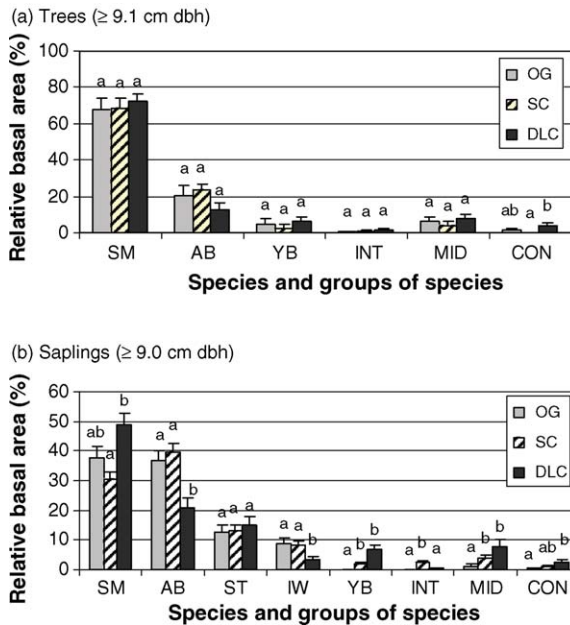 (a) Trees (≥ 9.1 cm dbh)
Relative basal area (%)
100
80
60
40
20
0
a a a
a a a
a a a
a a a
a a a
ab a b
OG
SC
DLC
SM AB YB INT MID CON
Species and groups of species
(b) Saplings (≥ 9.0 cm dbh)
Relative basal area (%)
60
50
40
30
20
10
0
ab a b
a a b
a a a
a a b
a b b
a b a
a b b
a ab b
OG
SC
DLC
SM AB ST IW YB INT MID CON
Species and groups of species